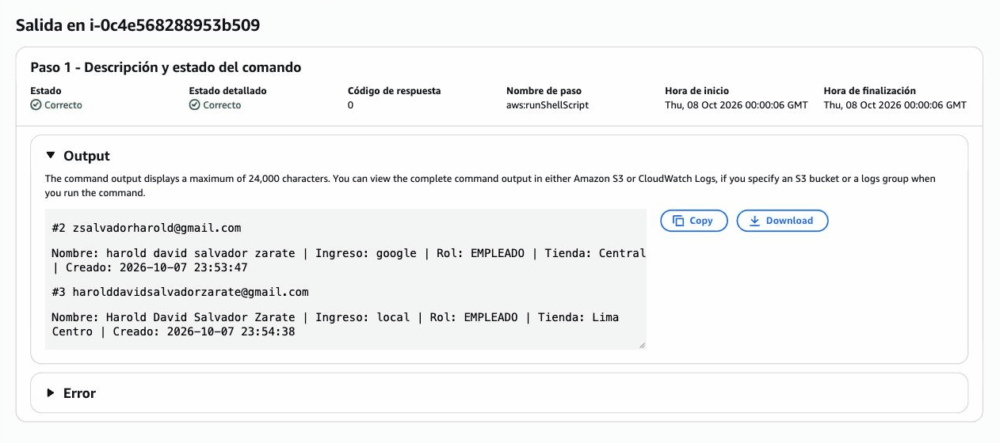 Salida en i-0c4e568288953b509
Paso 1 - Descripción y estado del comando
Estado
Correcto
Estado detallado
Correcto
Código de respuesta
0
Nombre de paso
aws:runShellScript
Hora de inicio
Thu, 08 Oct 2026 00:00:06 GMT
Hora de finalización
Thu, 08 Oct 2026 00:00:06 GMT
Output
The command output displays a maximum of 24,000 characters. You can view the complete command output in either Amazon S3 or CloudWatch Logs, if you specify an S3 bucket or a logs group when
you run the command.
#2 zsalvadorharold@gmail.com
Nombre: harold david salvador zarate | Ingreso: google | Rol: EMPLEADO | Tienda: Central
| Creado: 2026-10-07 23:53:47
#3 harolddavidsalvadorzarate@gmail.com
Nombre: Harold David Salvador Zarate | Ingreso: local | Rol: EMPLEADO | Tienda: Lima
Centro | Creado: 2026-10-07 23:54:38
Copy
Download
Error